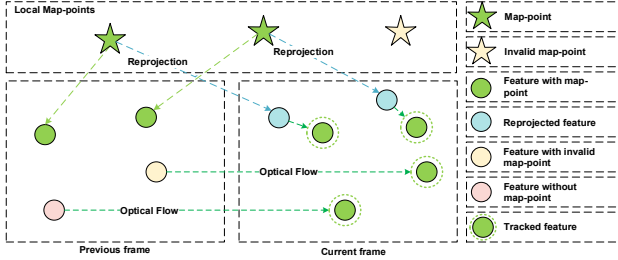 Local Map-points
Reprojection
Reprojection
Optical Flow
Optical Flow
Previous frame
Current frame
Map-point
Invalid map-point
Feature with map-
point
Reprojected feature
Feature with invalid
map-point
Feature without
map-point
Tracked feature